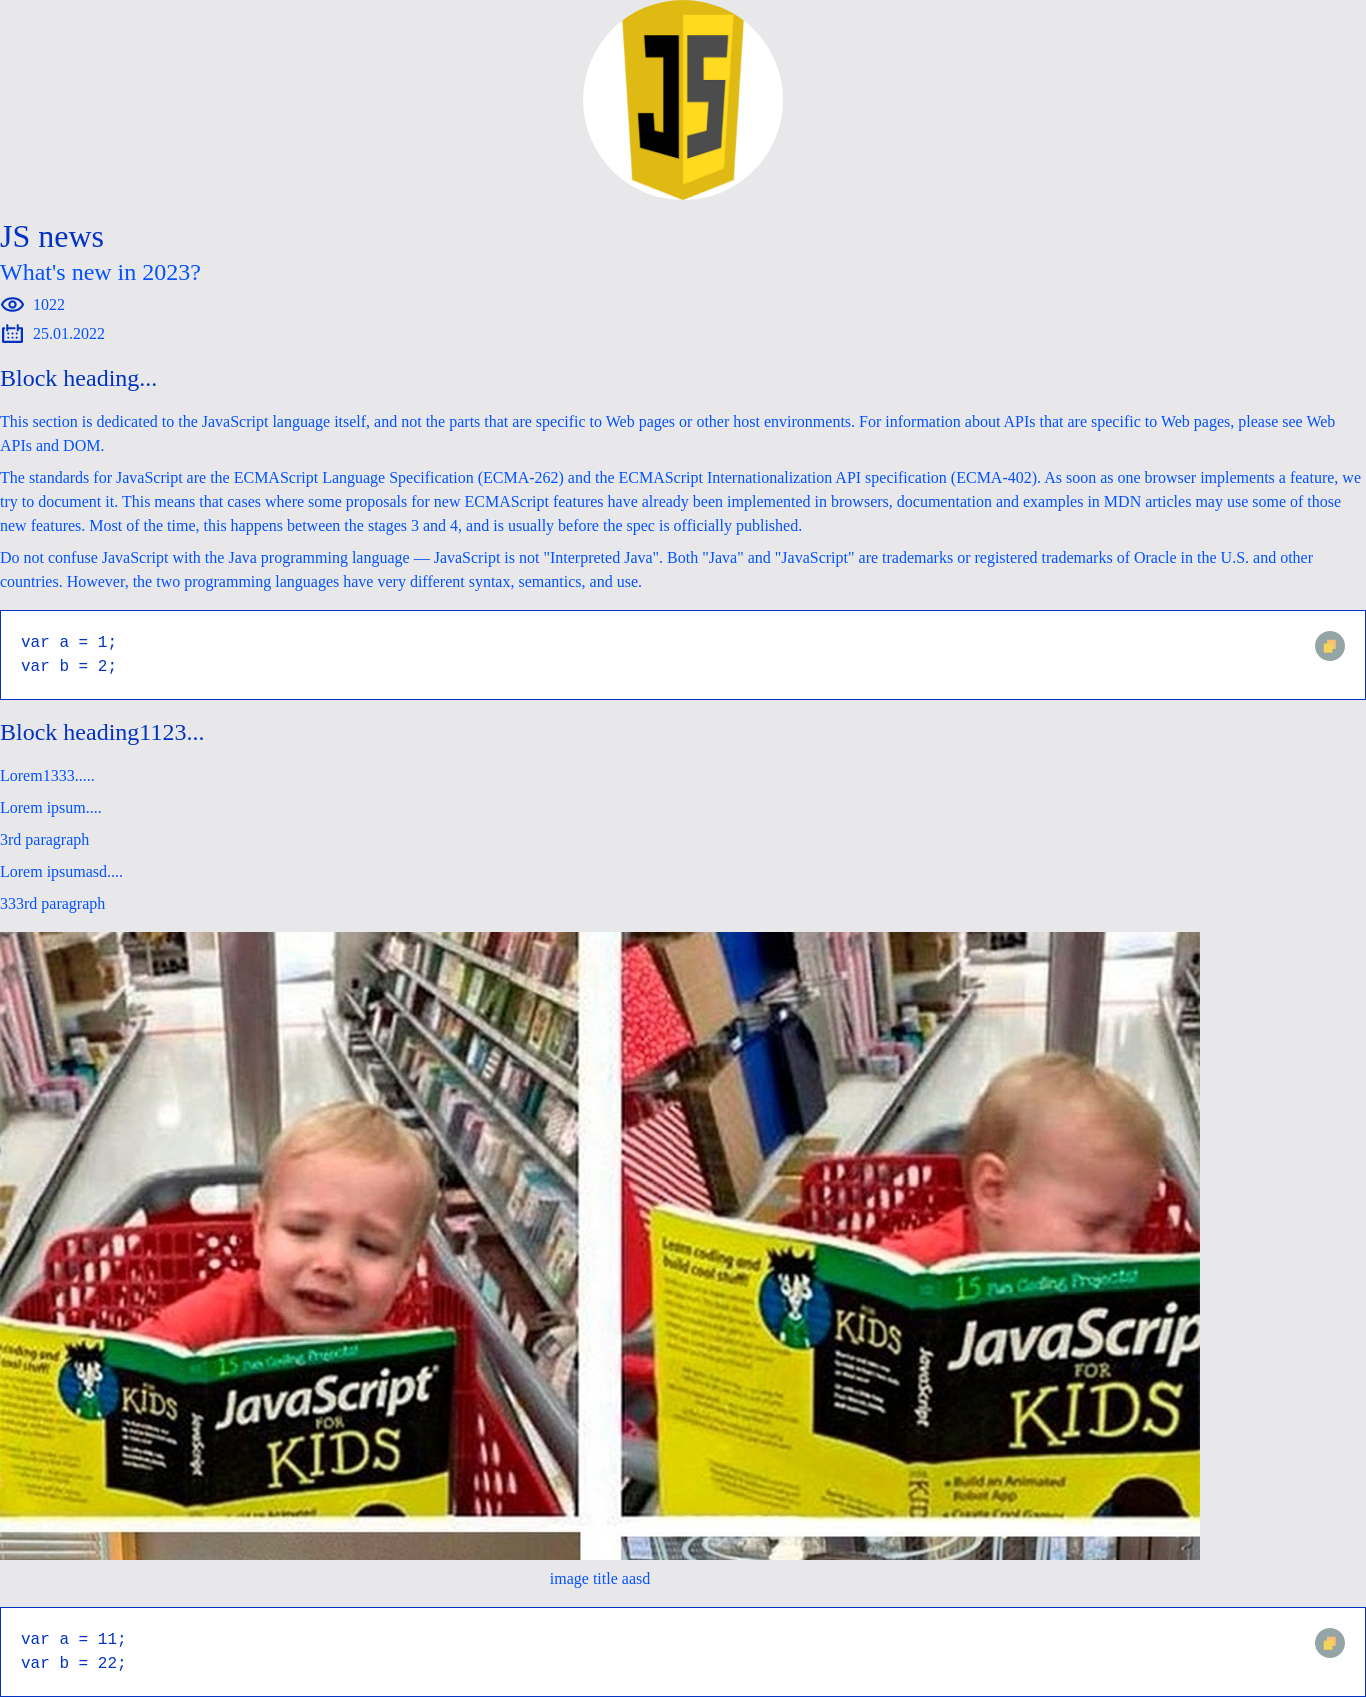 JS
JS news
What's new in 2023?
1022
25.01.2022
Block heading...
This section is dedicated to the JavaScript language itself, and not the parts that are specific to Web pages or other host environments. For information about APIs that are specific to Web pages, please see Web
APIs and DOM.
The standards for JavaScript are the ECMAScript Language Specification (ECMA-262) and the ECMAScript Internationalization API specification (ECMA-402). As soon as one browser implements a feature, we
try to document it. This means that cases where some proposals for new ECMAScript features have already been implemented in browsers, documentation and examples in MDN articles may use some of those
new features. Most of the time, this happens between the stages 3 and 4, and is usually before the spec is officially published.
Do not confuse JavaScript with the Java programming language — JavaScript is not "Interpreted Java". Both "Java" and "JavaScript" are trademarks or registered trademarks of Oracle in the U.S. and other
countries. However, the two programming languages have very different syntax, semantics, and use.
var a = 1;
var b = 2;
Block heading1123...
Lorem1333.....
Lorem ipsum....
3rd paragraph
Lorem ipsumasd....
333rd paragraph
coding and
cool stuff!
FOR
KIDS
JavaScript
15 Fun Coding Projects!
JavaScript
FOR
KIDS
Learn coding and
build cool stuff!
FOR
KIDS
JavaScript
15 Fun Coding Projects!
JavaScrip
FOR
KIDS
Build an Animated
Robot App
Create Cool Games
image title aasd
var a = 11;
var b = 22;